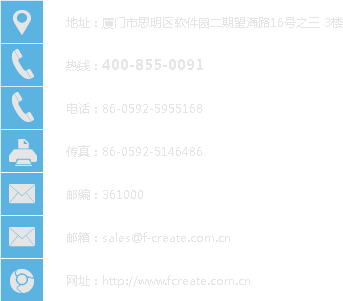 地址：厦门市思明区软件园二期望海路16号之三 3楼
热线：400-855-0091
电话：86-0592-5955168
传真：86-0592-5146486
邮编：361000
邮箱：sales@f-create.com.cn
网址：http://www.fcreate.com.cn